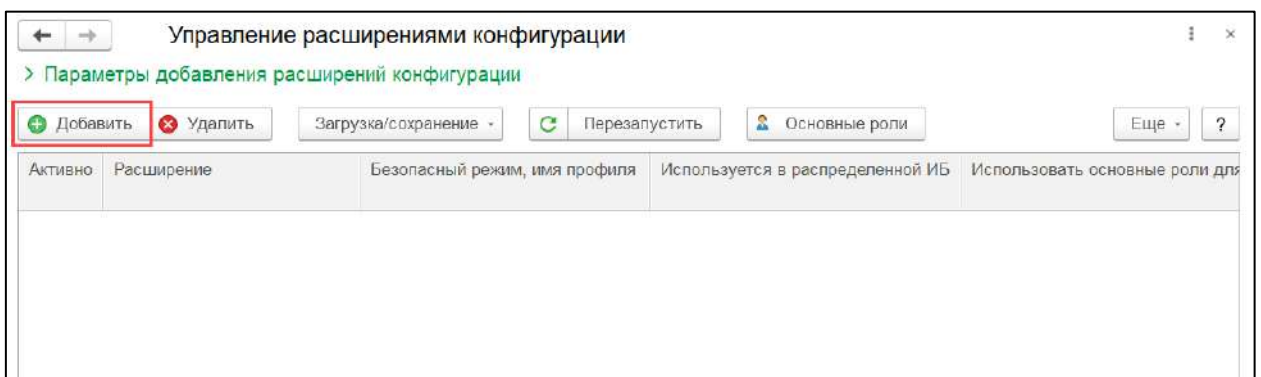 Управление расширениями конфигурации
Параметры добавления расширений конфигурации
Добавить Удалить Загрузка/сохранение Перезапустить Основные роли Еще ?
Активно Расширение Безопасный режим, имя профиля Используется в распределенной ИБ Использовать основные роли для